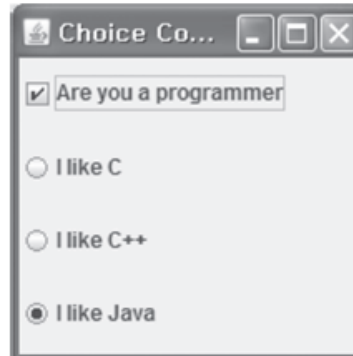 Choice Co...
Are you a programmer
I like C
I like C++
I like Java